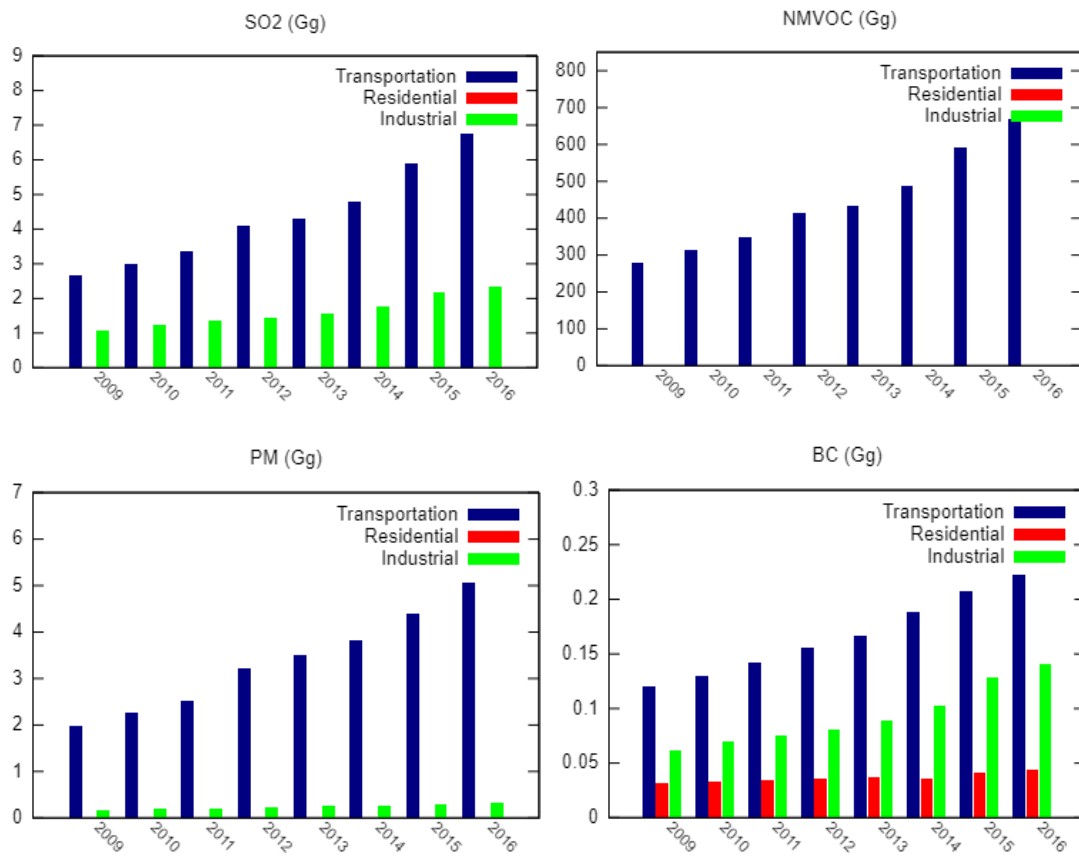 SO2 (Gg)
9
8
7
6
5
4
3
2
1
0
Transportation
Residential
Industrial
2009 2010 2011 2012 2013 2014 2015 2016
NMVOC (Gg)
800
700
600
500
400
300
200
100
0
Transportation
Residential
Industrial
2009 2010 2011 2012 2013 2014 2015 2016
PM (Gg)
7
6
5
4
3
2
1
0
Transportation
Residential
Industrial
2009 2010 2011 2012 2013 2014 2015 2016
BC (Gg)
0.3
0.25
0.2
0.15
0.1
0.05
0
Transportation
Residential
Industrial
2009 2010 2011 2012 2013 2014 2015 2016